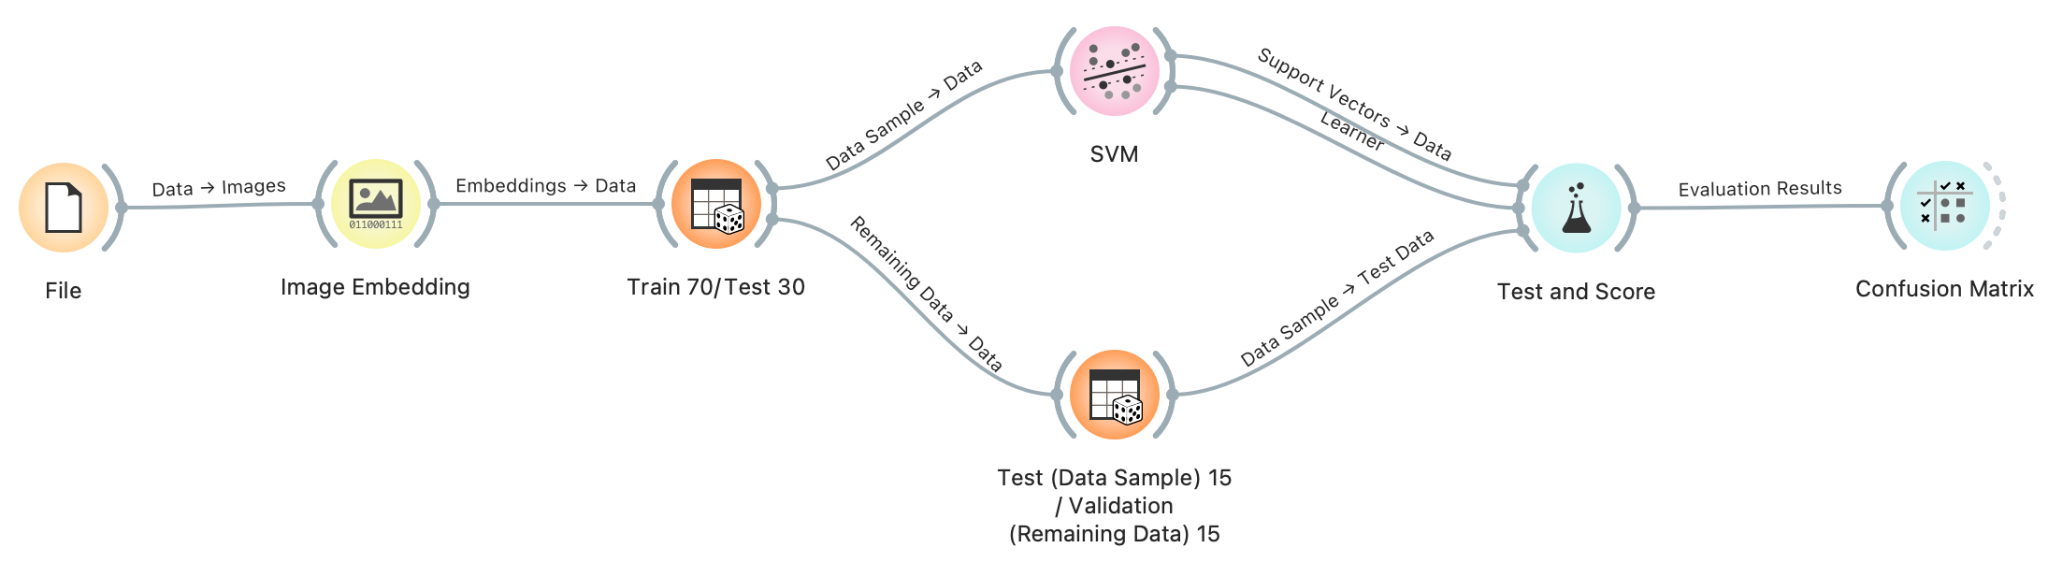 File
Data → Images
011000111
Image Embedding
Embeddings → Data
Train 70/Test 30
Data Sample → Data
Remaining Data → Data
SVM
Test (Data Sample) 15
/ Validation
(Remaining Data) 15
Support Vectors → Data
Learner
Data Sample → Test Data
Test and Score
Evaluation Results
Confusion Matrix